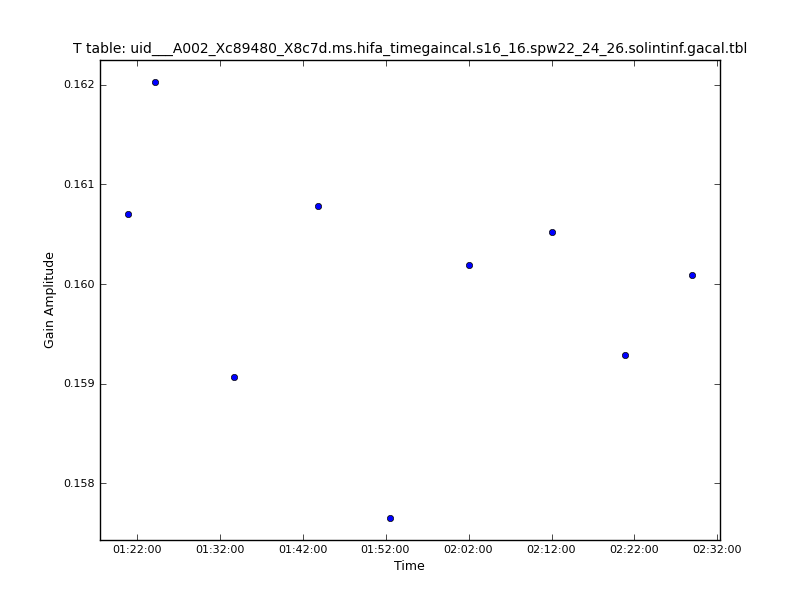 T table: uid___A002_Xc89480_X8c7d.ms.hifa_timegaincal.s16_16.spw22_24_26.solintinf.gacal.tbl
0.162
0.161
0.160
0.159
0.158
Gain Amplitude
01:22:00 01:32:00 01:42:00 01:52:00 02:02:00 02:12:00 02:22:00 02:32:00
Time